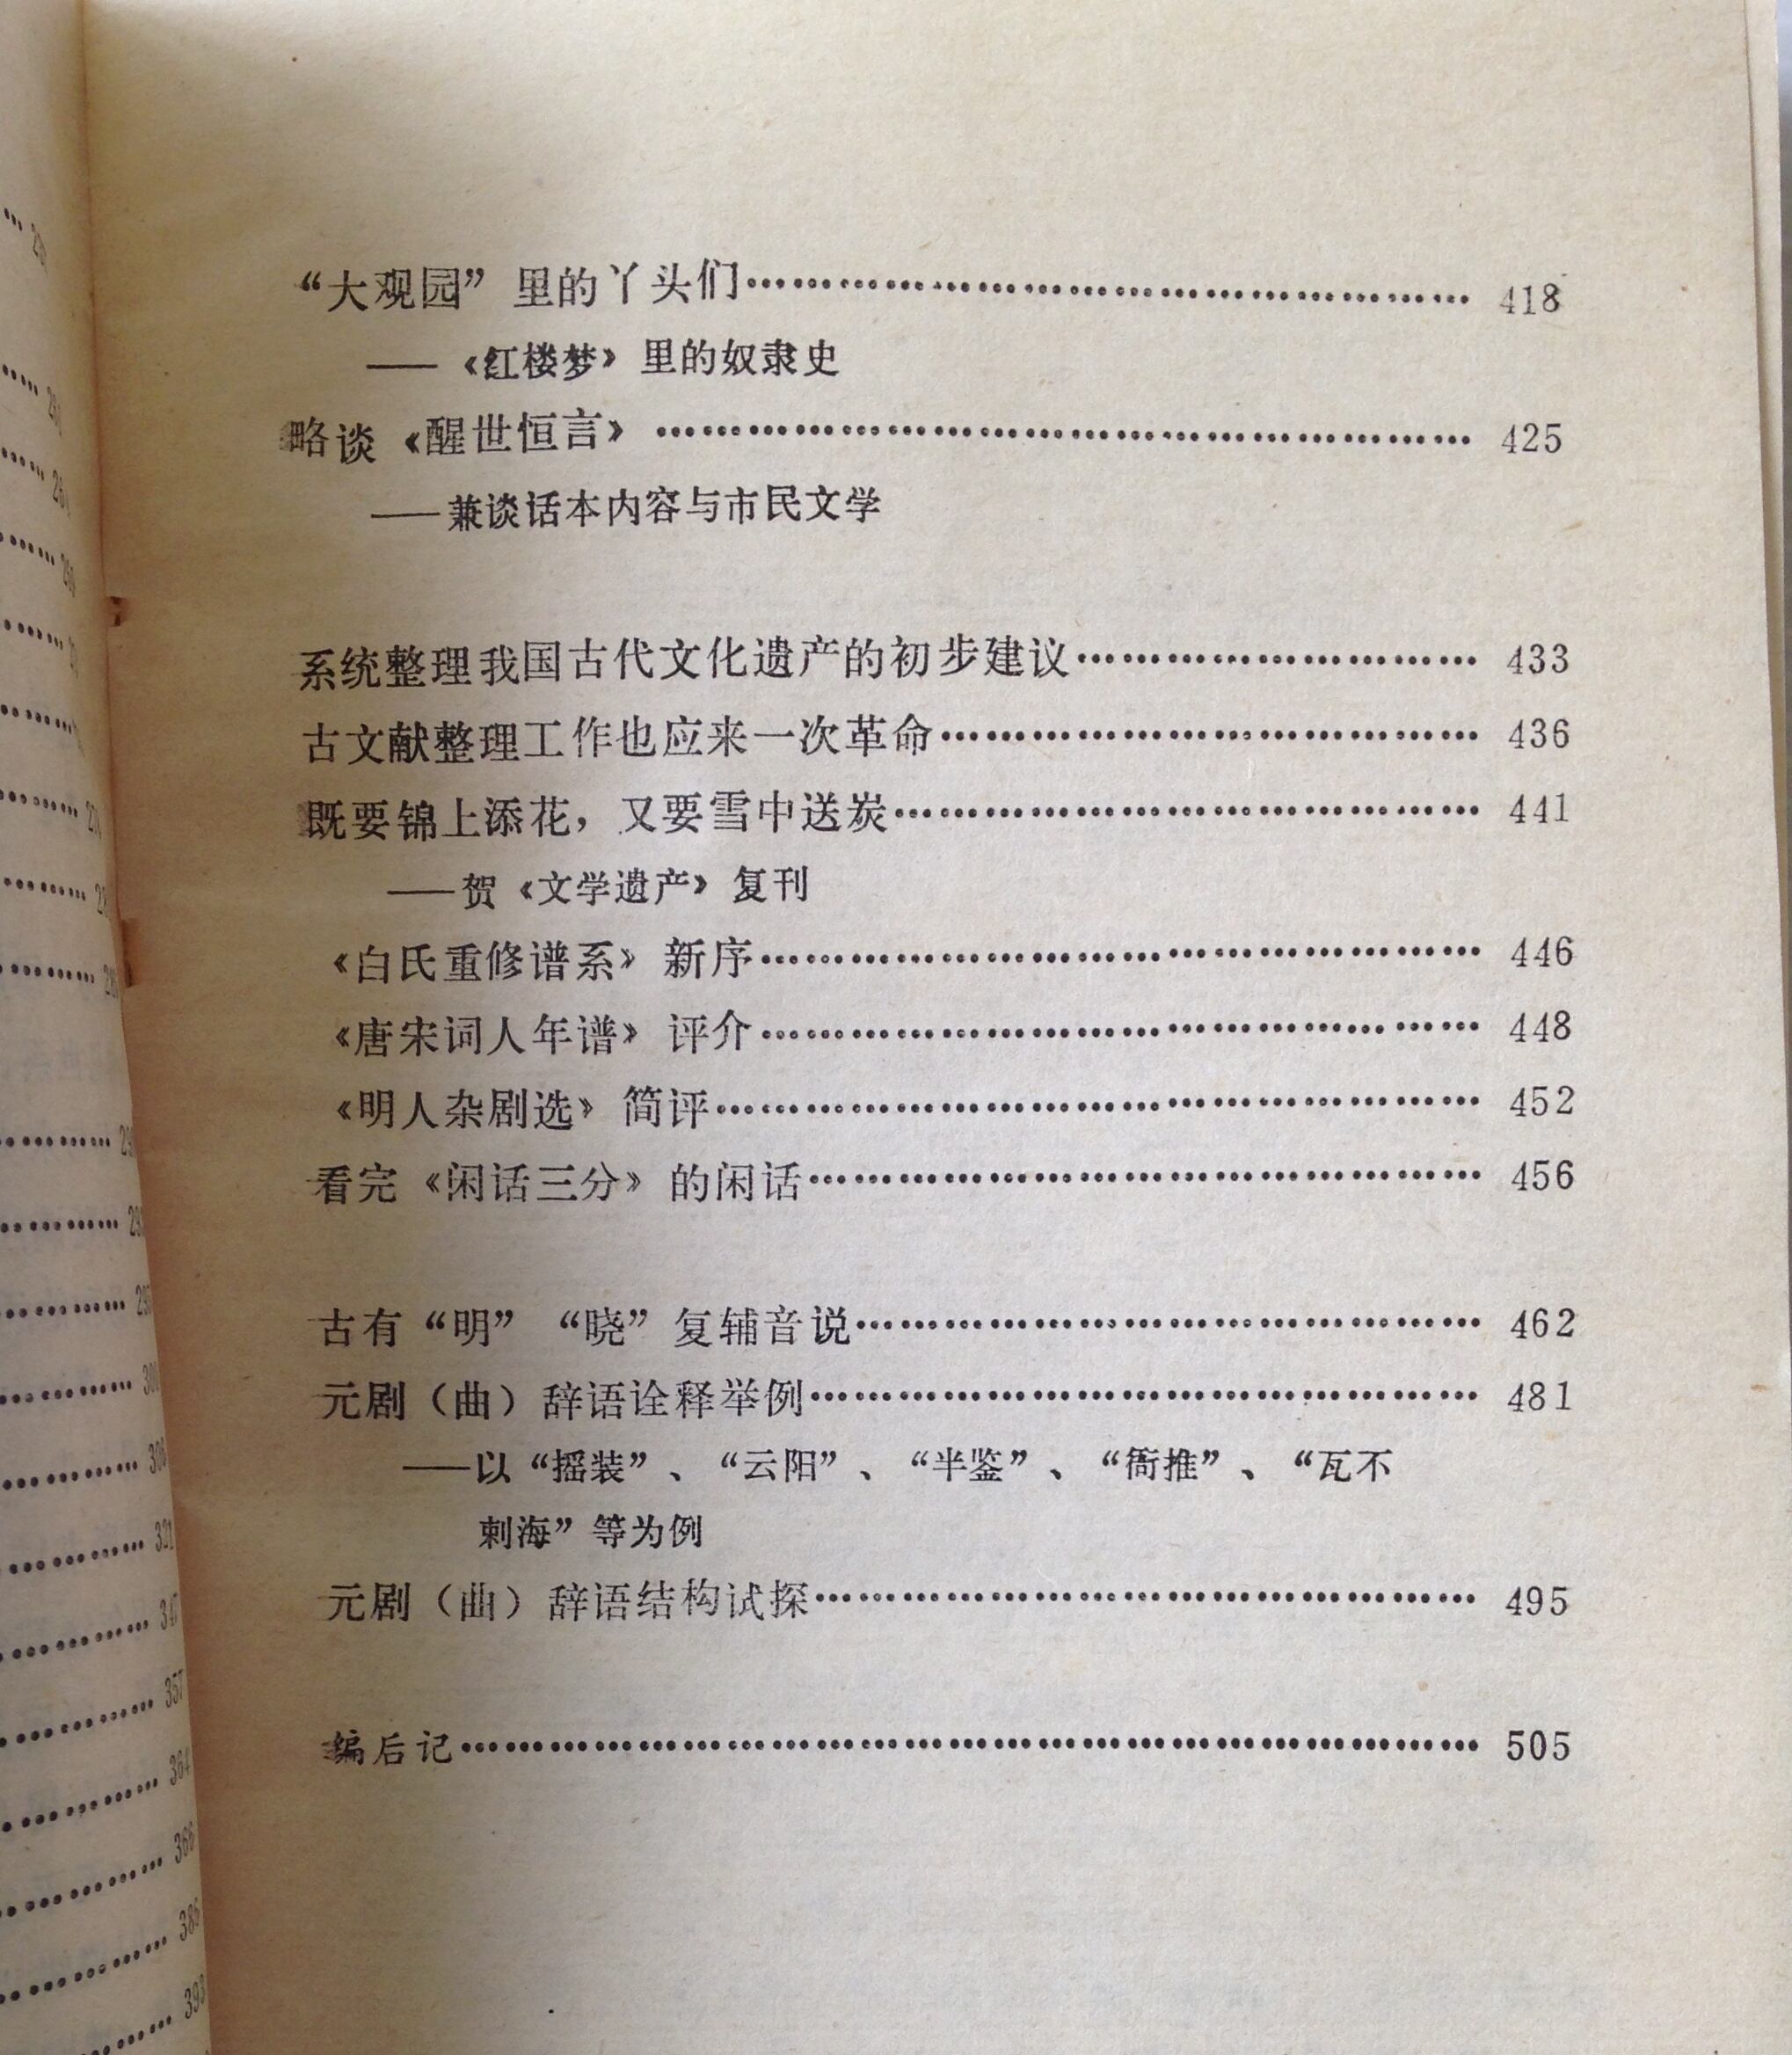 “大观园”里的丫头们……………………………………… 418
——《红楼梦》里的奴隶史
略谈《醒世恒言》……………………………………… 425
——兼谈话本内容与市民文学
系统整理我国古代文化遗产的初步建议………………………… 433
古文献整理工作也应来一次革命………………………… 436
既要锦上添花，又要雪中送炭………………………… 441
——贺《文学遗产》复刊
《白氏重修谱系》新序……………………………… 446
《唐宋词人年谱》评介……………………………… 448
《明人杂剧选》简评……………………………… 452
看完《闲话三分》的闲话……………………………… 456
古有“明”“晓”复辅音说……………………………… 462
元剧（曲）辞语诠释举例……………………………… 481
——以“摇装”、“云阳”、“半鉴”、“衙推”、“瓦不
剌海”等为例
元剧（曲）辞语结构试探……………………………… 495
编后记……………………………………………… 505
321
347
357
364
366
385
393